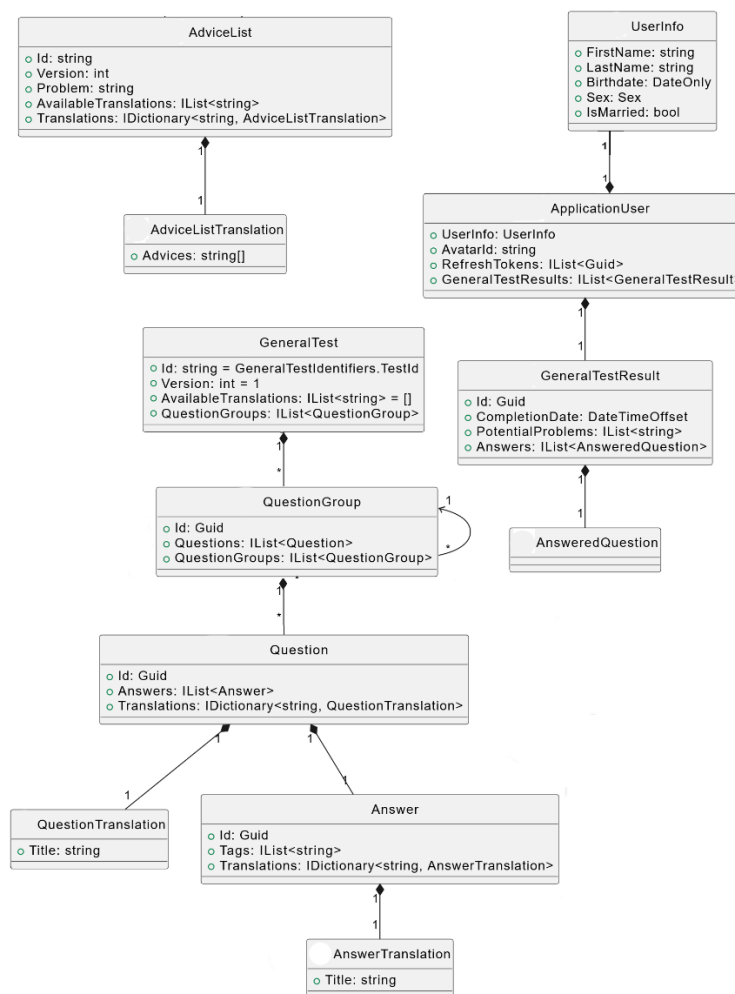 AdviceList
Id: string
Version: int
Problem: string
AvailableTranslations: IList<string>
Translations: IDictionary<string, AdviceListTranslation>
1
1
AdviceListTranslation
Advices: string[]
UserInfo
FirstName: string
LastName: string
Birthdate: DateOnly
Sex: Sex
IsMarried: bool
1
1
ApplicationUser
UserInfo: UserInfo
AvatarId: string
RefreshTokens: IList<Guid>
GeneralTestResults: IList<GeneralTestResult
1
1
GeneralTestResult
Id: Guid
CompletionDate: DateTimeOffset
PotentialProblems: IList<string>
Answers: IList<AnsweredQuestion>
1
1
AnsweredQuestion
GeneralTest
Id: string = GeneralTestIdentifiers.TestId
Version: int = 1
AvailableTranslations: IList<string> = []
QuestionGroups: IList<QuestionGroup>
1
*
QuestionGroup
Id: Guid
Questions: IList<Question>
QuestionGroups: IList<QuestionGroup>
1
*
*
1
*
Question
Id: Guid
Answers: IList<Answer>
Translations: IDictionary<string, QuestionTranslation>
1
1
1
1
QuestionTranslation
Title: string
Answer
Id: Guid
Tags: IList<string>
Translations: IDictionary<string, AnswerTranslation>
1
1
AnswerTranslation
Title: string